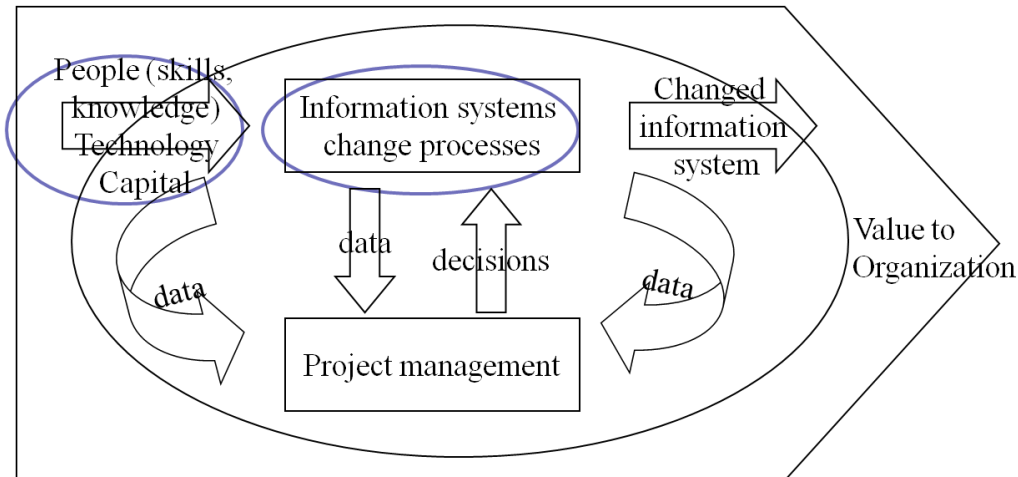 People (skills,
knowledge)
Technology
Capital
Information systems
change processes
Changed
information
system
data
decisions
data
data
Value to
Organization
Project management